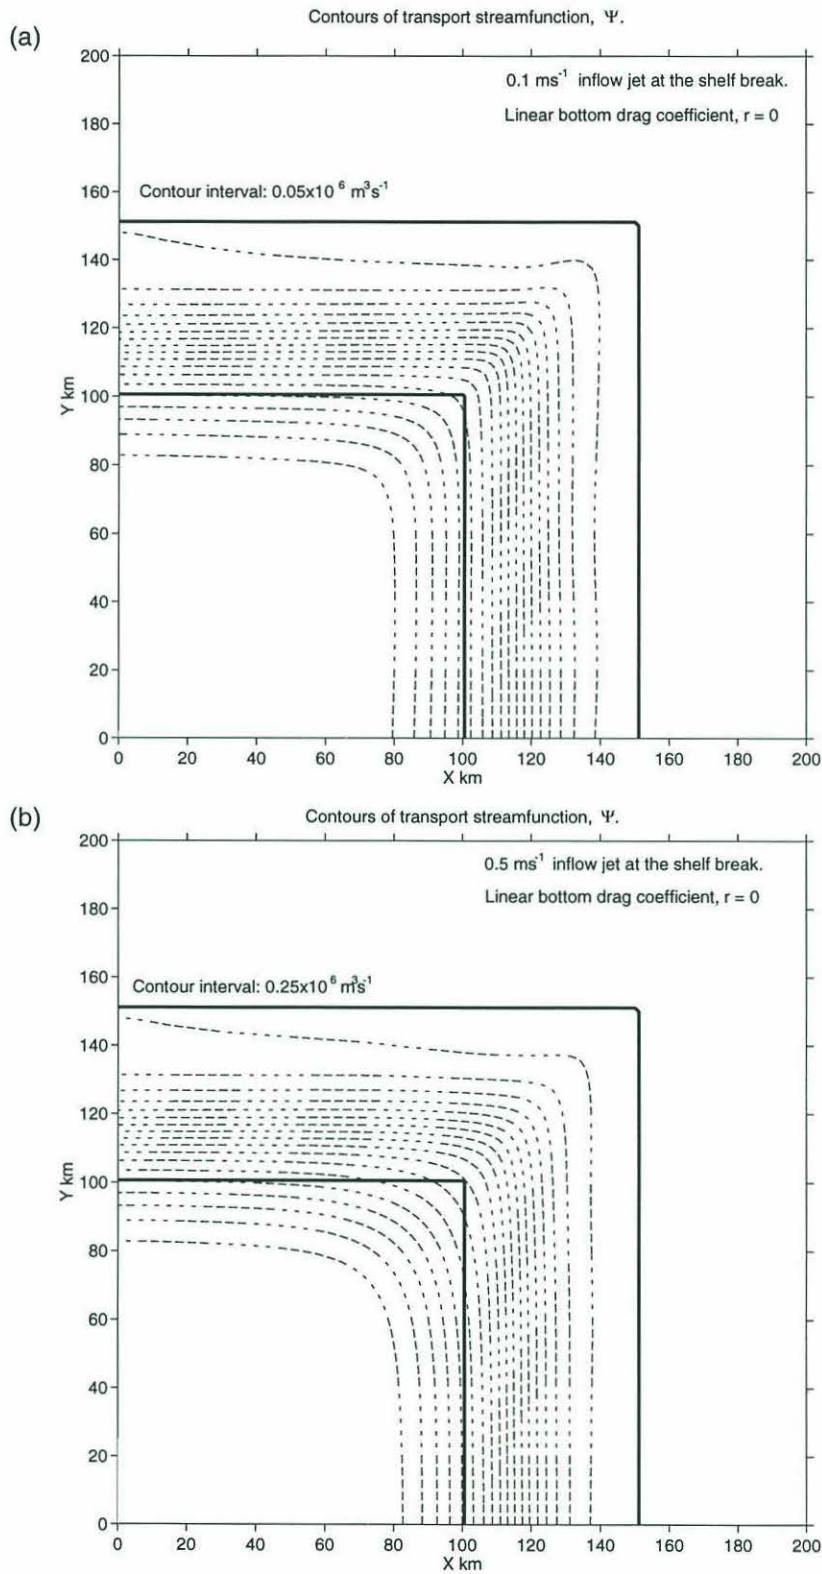 (a)
Contours of transport streamfunction, Ψ.
200
0.1 ms⁻¹ inflow jet at the shelf break.
180
Linear bottom drag coefficient, r = 0
160
Contour interval: 0.05x10⁶ m³s⁻¹
140
120
100
Y km
80
60
40
20
0
0 20 40 60 80 100 120 140 160 180 200
X km
(b)
Contours of transport streamfunction, Ψ.
200
0.5 ms⁻¹ inflow jet at the shelf break.
180
Linear bottom drag coefficient, r = 0
160
Contour interval: 0.25x10⁶ m³s⁻¹
140
120
100
Y km
80
60
40
20
0
0 20 40 60 80 100 120 140 160 180 200
X km